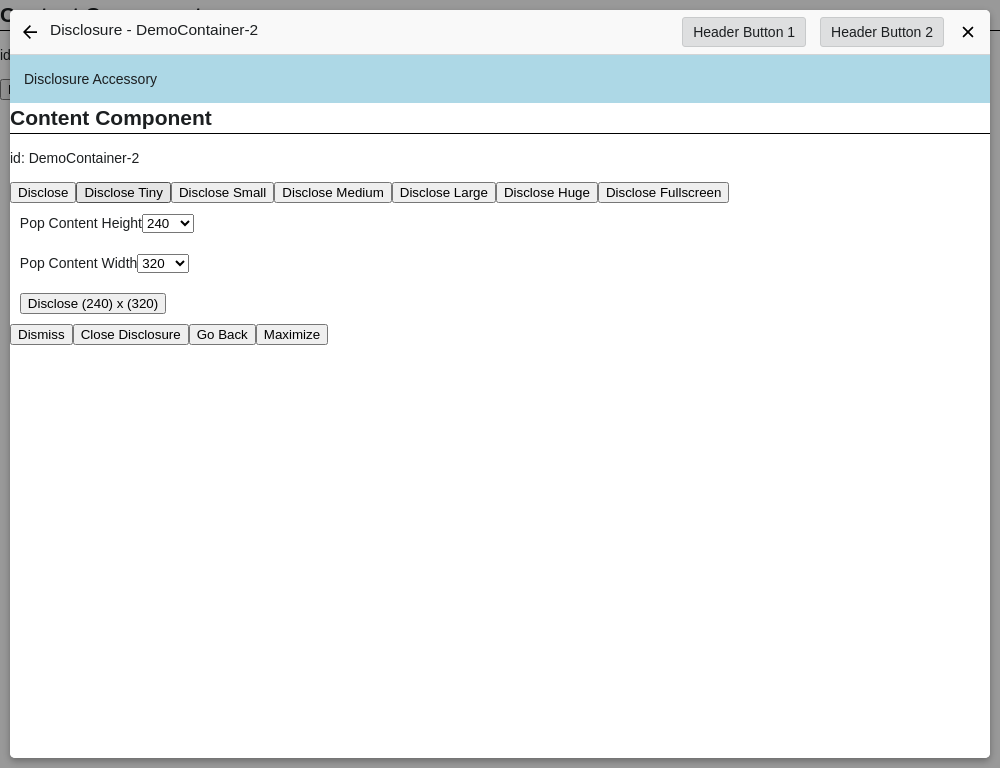 Disclosure - DemoContainer-2
Header Button 1
Header Button 2
Disclosure Accessory
Content Component
id: DemoContainer-2
Disclose Disclose Tiny Disclose Small Disclose Medium Disclose Large Disclose Huge Disclose Fullscreen
Pop Content Height 240
Pop Content Width 320
Disclose (240) x (320)
Dismiss Close Disclosure Go Back Maximize
id